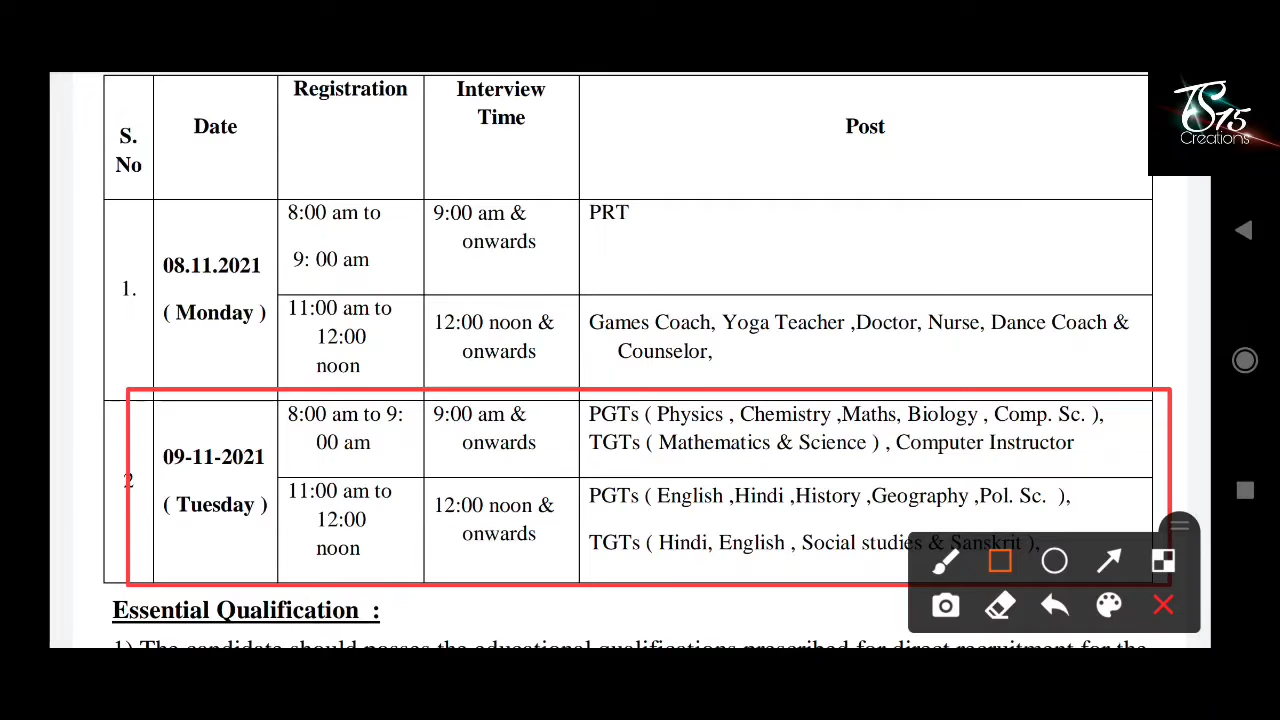 S.
No
Date
Registration
Interview
Time
Post
1.
08.11.2021
( Monday )
8:00 am to
9: 00 am
9:00 am &
onwards
PRT
11:00 am to
12:00
noon
12:00 noon &
onwards
Games Coach, Yoga Teacher ,Doctor, Nurse, Dance Coach &
Counselor,
2
09-11-2021
( Tuesday )
8:00 am to 9:
00 am
9:00 am &
onwards
PGTs ( Physics , Chemistry ,Maths, Biology , Comp. Sc. ),
TGTs ( Mathematics & Science ) , Computer Instructor
11:00 am to
12:00
noon
12:00 noon &
onwards
PGTs ( English ,Hindi ,History ,Geography ,Pol. Sc. ),
TGTs ( Hindi, English , Social studies & Sanskrit ),
Essential Qualification :
1) The candidate should posses the educational qualifications prescribed for direct recruitment for the
TS75
Creations